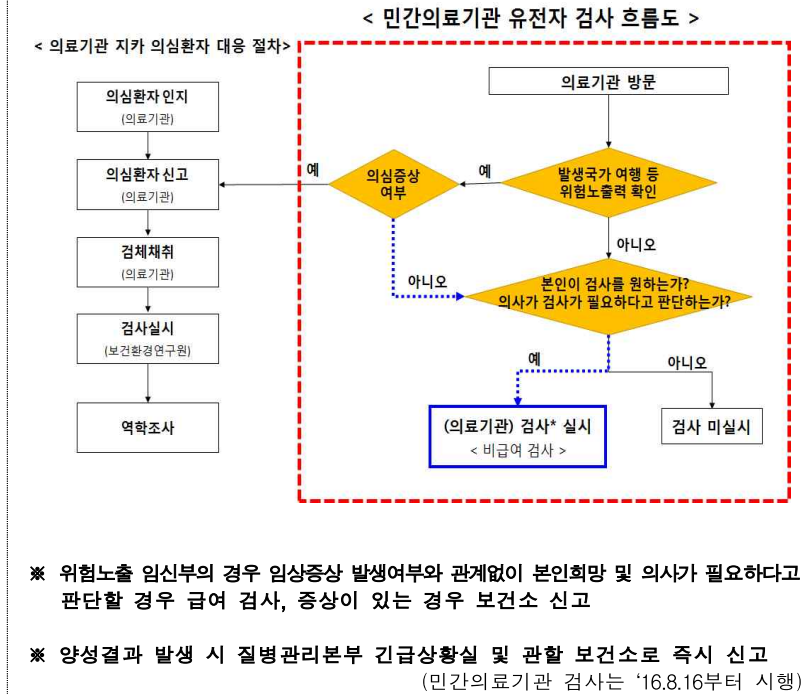 < 민간의료기관 유전자 검사 흐름도 >
< 의료기관 지카 의심환자 대응 절차>
의심환자 인지
(의료기관)
의심환자 신고
(의료기관)
검체채취
(의료기관)
검사실시
(보건환경연구원)
역학조사
의료기관 방문
발생국가 여행 등
위험노출력 확인
예
의심증상
여부
예
아니오
아니오
본인이 검사를 원하는가?
의사가 검사가 필요하다고 판단하는가?
예
아니오
(의료기관) 검사* 실시
< 비급여 검사 >
검사 미실시
※ 위험노출 임신부의 경우 임상증상 발생여부와 관계없이 본인희망 및 의사가 필요하다고
판단할 경우 급여 검사, 증상이 있는 경우 보건소 신고
※ 양성결과 발생 시 질병관리본부 긴급상황실 및 관할 보건소로 즉시 신고
(민간의료기관 검사는 ‘16.8.16부터 시행)